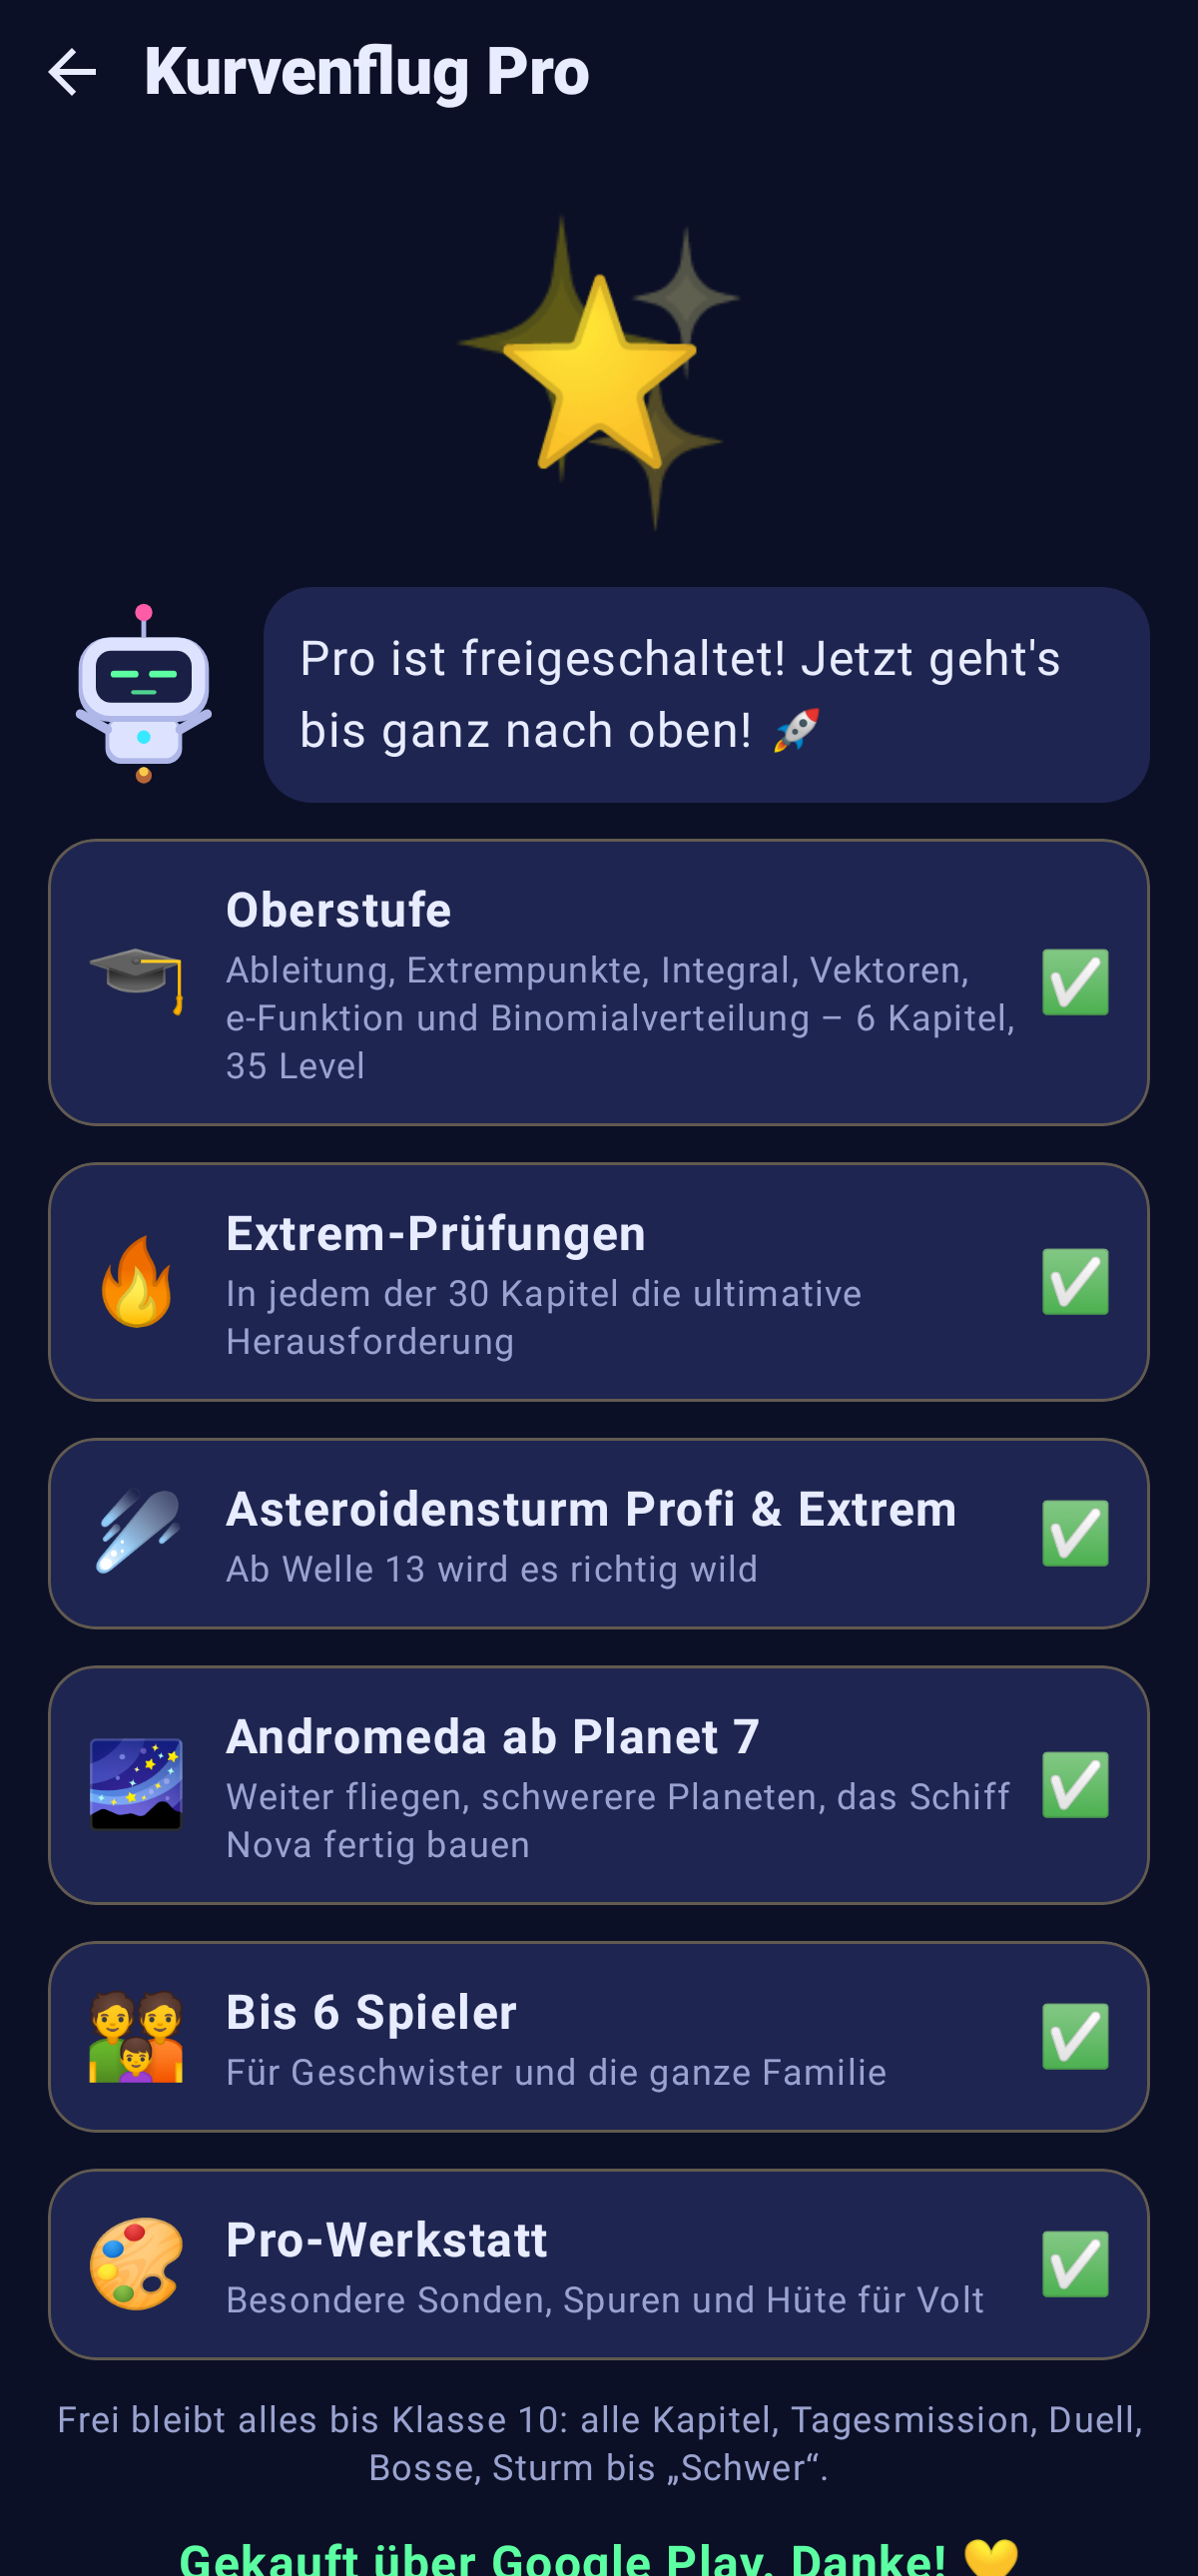 Kurvenflug Pro
Pro ist freigeschaltet! Jetzt geht's
bis ganz nach oben! 🚀
Oberstufe
Ableitung, Extrempunkte, Integral, Vektoren,
e-Funktion und Binomialverteilung – 6 Kapitel,
35 Level
Extrem-Prüfungen
In jedem der 30 Kapitel die ultimative
Herausforderung
Asteroidensturm Profi & Extrem
Ab Welle 13 wird es richtig wild
Andromeda ab Planet 7
Weiter fliegen, schwerere Planeten, das Schiff
Nova fertig bauen
Bis 6 Spieler
Für Geschwister und die ganze Familie
Pro-Werkstatt
Besondere Sonden, Spuren und Hüte für Volt
Frei bleibt alles bis Klasse 10: alle Kapitel, Tagesmission, Duell,
Bosse, Sturm bis „Schwer“.
Gekauft über Google Play. Danke! 💛